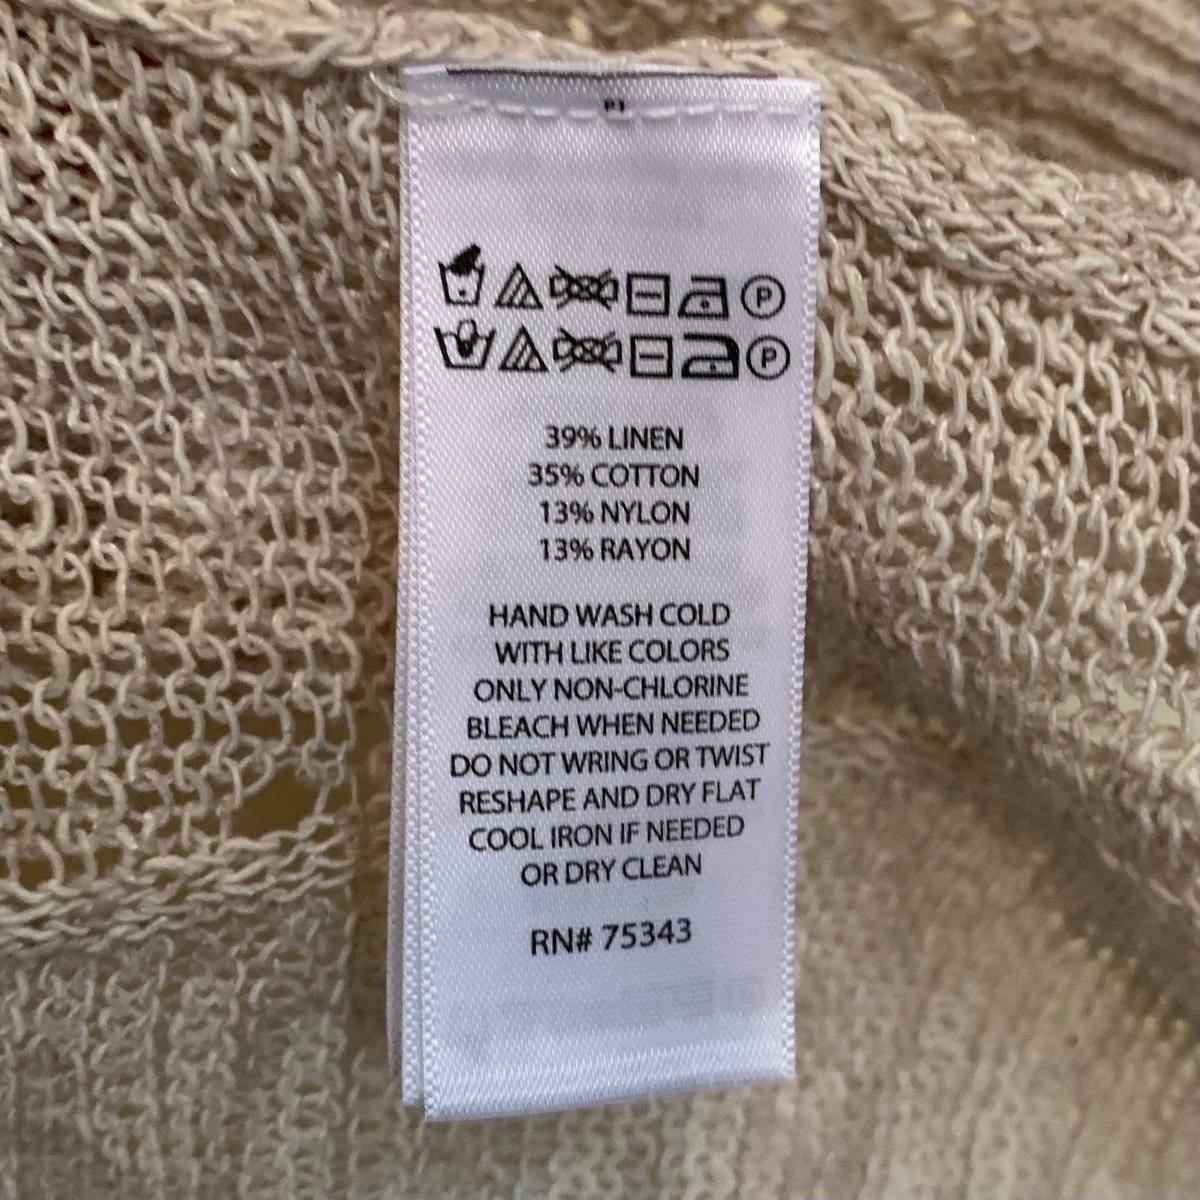 P1
P
P
39% LINEN
35% COTTON
13% NYLON
13% RAYON
HAND WASH COLD
WITH LIKE COLORS
ONLY NON-CHLORINE
BLEACH WHEN NEEDED
DO NOT WRING OR TWIST
RESHAPE AND DRY FLAT
COOL IRON IF NEEDED
OR DRY CLEAN
RN# 75343